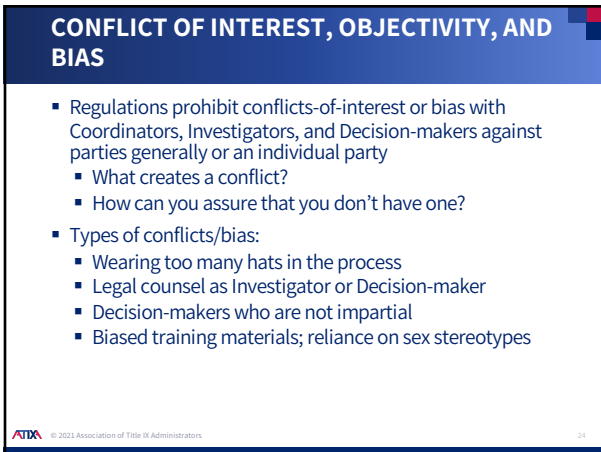 CONFLICT OF INTEREST, OBJECTIVITY, AND
BIAS
▪ Regulations prohibit conflicts-of-interest or bias with
Coordinators, Investigators, and Decision-makers against
parties generally or an individual party
▪ What creates a conflict?
▪ How can you assure that you don’t have one?
▪ Types of conflicts/bias:
▪ Wearing too many hats in the process
▪ Legal counsel as Investigator or Decision-maker
▪ Decision-makers who are not impartial
▪ Biased training materials; reliance on sex stereotypes
ATIXA © 2021 Association of Title IX Administrators
24